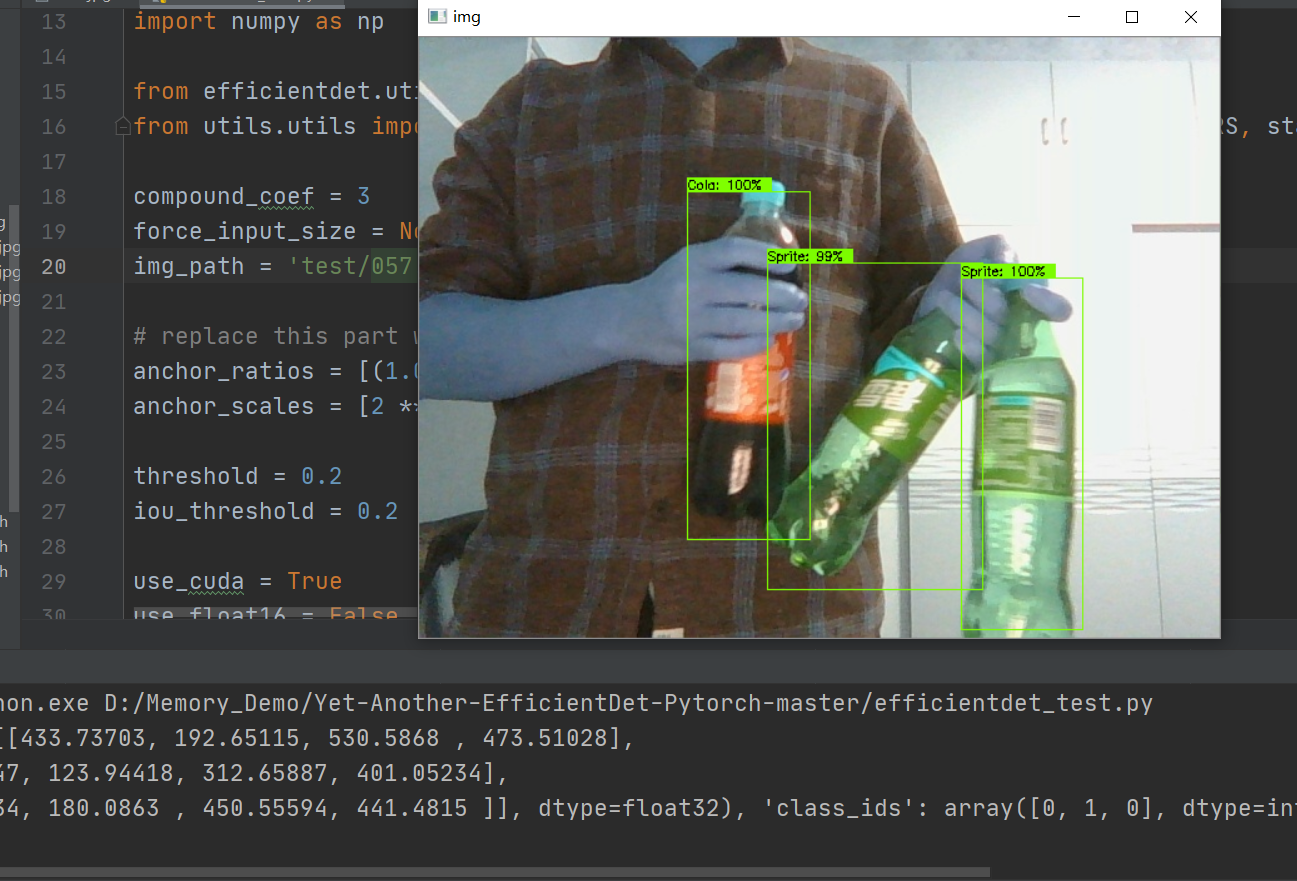 img
13 import numpy as np
14
15 from efficientdet.uti
16 from utils.utils impo S, sta
17
18 compound_coef = 3
19 force_input_size = No
20 img_path = 'test/057
21
22 # replace this part w
23 anchor_ratios = [(1.0
24 anchor_scales = [2 **
25
26 threshold = 0.2
27 iou_threshold = 0.2
28
29 use_cuda = True
30 use_float16 = False
g
jpg
jpg
jpg
h
h
h
Cola: 100%
Sprite: 99%
Sprite: 100%
hon.exe D:/Memory_Demo/Yet-Another-EfficientDet-Pytorch-master/efficientdet_test.py
[[433.73703, 192.65115, 530.5868 , 473.51028],
47, 123.94418, 312.65887, 401.05234],
34, 180.0863 , 450.55594, 441.4815 ]], dtype=float32), 'class_ids': array([0, 1, 0], dtype=int